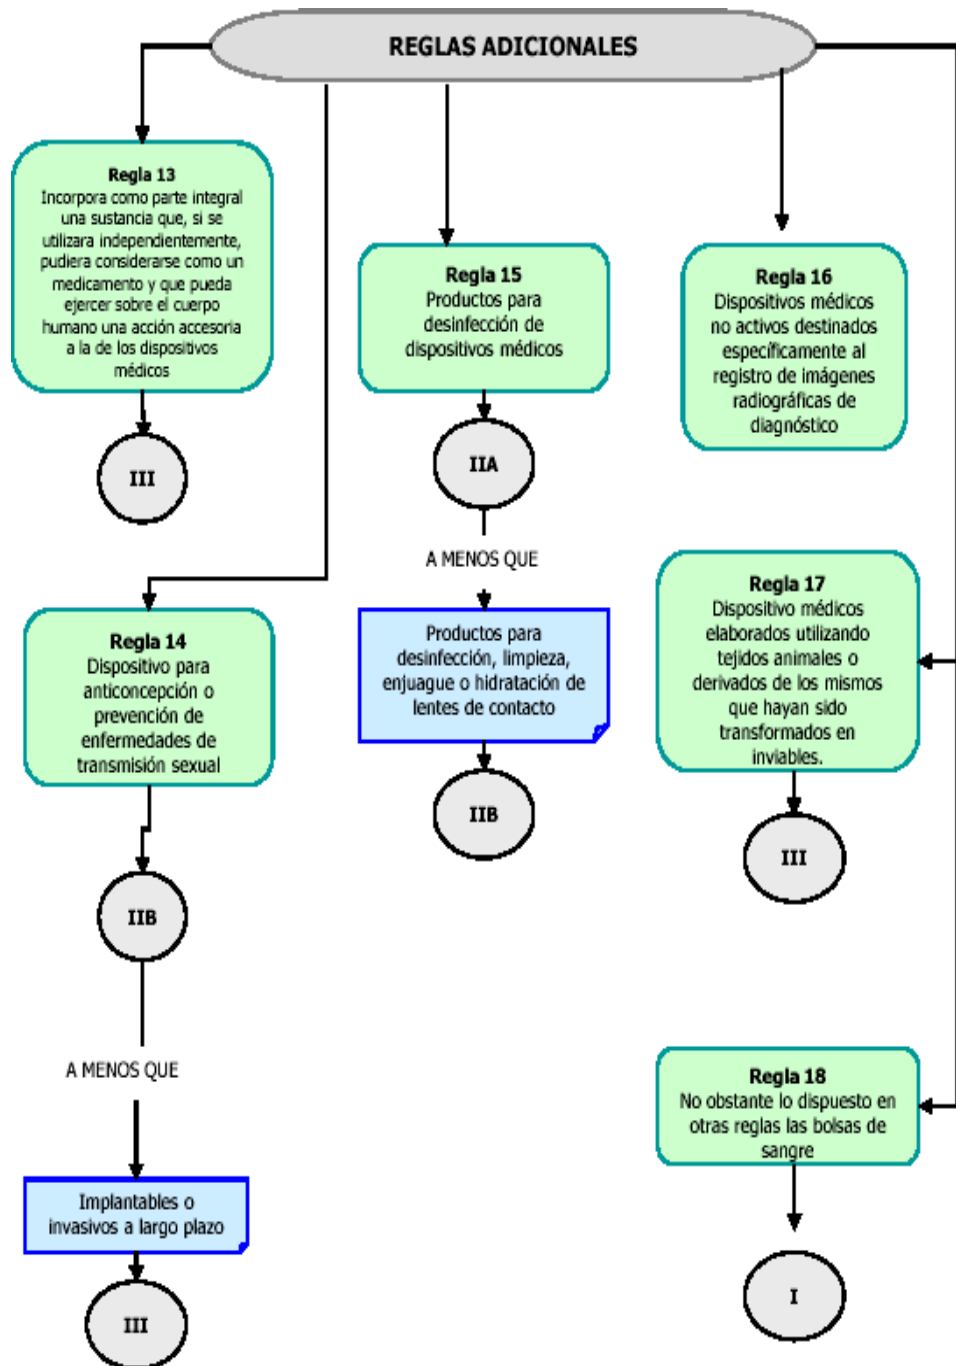 REGLAS ADICIONALES
Regla 13
Incorpora como parte integral
una sustancia que, si se
utilizara independientemente,
pudiera considerarse como un
medicamento y que pueda
ejercer sobre el cuerpo
humano una acción accesoria
a la de los dispositivos
médicos
III
Regla 14
Dispositivo para
anticoncepción o
prevención de
enfermedades de
transmisión sexual
IIB
A MENOS QUE
Implantables o
invasivos a largo plazo
III
Regla 15
Productos para
desinfección de
dispositivos médicos
IIA
A MENOS QUE
Productos para
desinfección, limpieza,
enjuague o hidratación de
lentes de contacto
IIB
Regla 16
Dispositivos médicos
no activos destinados
específicamente al
registro de imágenes
radiográficas de
diagnóstico
Regla 17
Dispositivo médicos
elaborados utilizando
tejidos animales o
derivados de los mismos
que hayan sido
transformados en
inviables.
III
Regla 18
No obstante lo dispuesto en
otras reglas las bolsas de
sangre
I